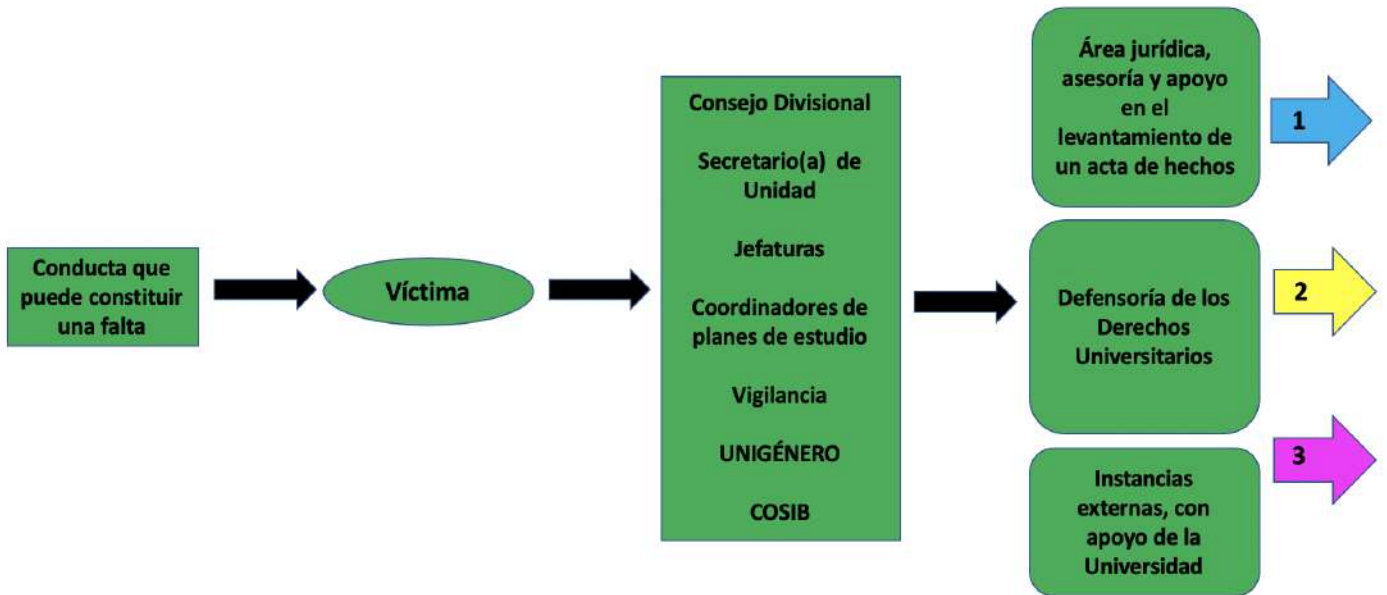 Conducta que
puede constituir
una falta
Víctima
Consejo Divisional
Secretario(a) de
Unidad
Jefaturas
Coordinadores de
planes de estudio
Vigilancia
UNIGÉNERO
COSIB
Área jurídica,
asesoría y apoyo
en el
levantamiento de
un acta de hechos
1
Defensoría de los
Derechos
Universitarios
2
Instancias
externas, con
apoyo de la
Universidad
3